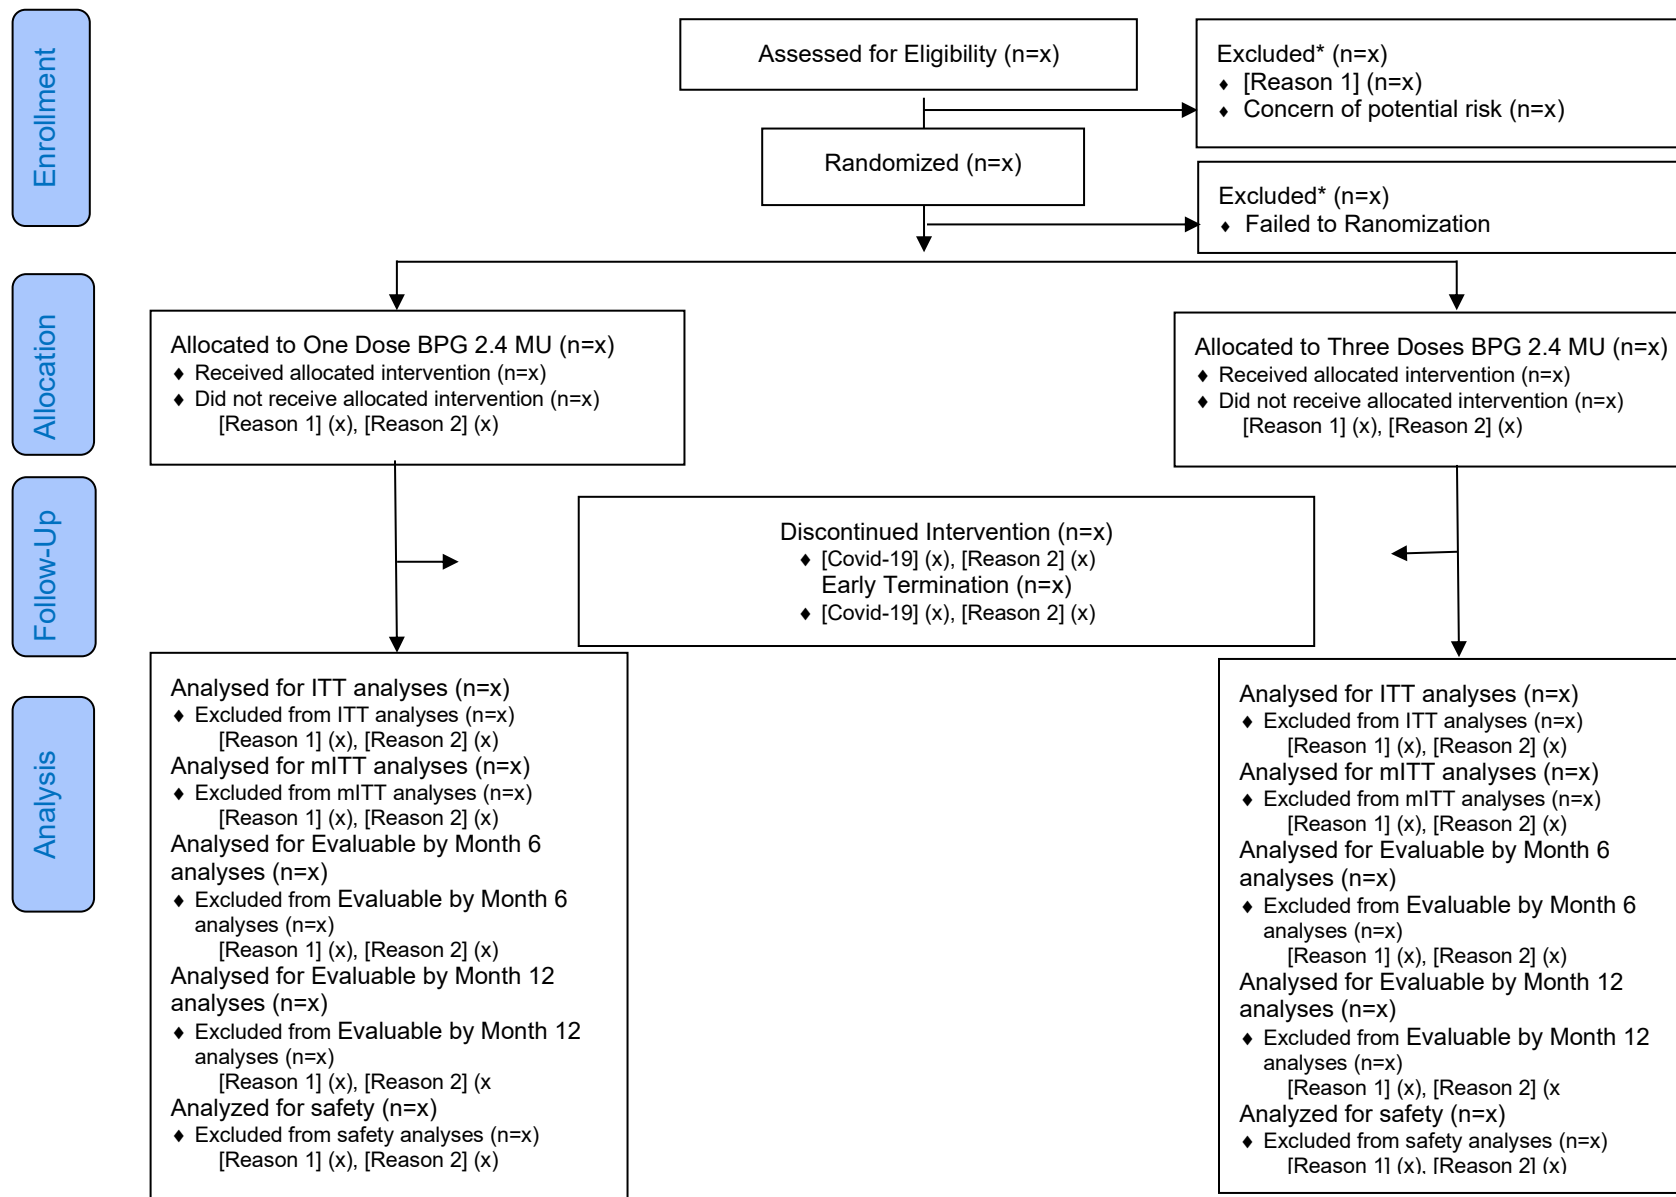 Enrollment
Assessed for Eligibility (n=x)
Excluded* (n=x)
♦ [Reason 1] (n=x)
♦ Concern of potential risk (n=x)
Randomized (n=x)
Excluded* (n=x)
♦ Failed to Ranomization
Allocation
Allocated to One Dose BPG 2.4 MU (n=x)
♦ Received allocated intervention (n=x)
♦ Did not receive allocated intervention (n=x)
[Reason 1] (x), [Reason 2] (x)
Allocated to Three Doses BPG 2.4 MU (n=x)
♦ Received allocated intervention (n=x)
♦ Did not receive allocated intervention (n=x)
[Reason 1] (x), [Reason 2] (x)
Follow-Up
Discontinued Intervention (n=x)
♦ [Covid-19] (x), [Reason 2] (x)
Early Termination (n=x)
♦ [Covid-19] (x), [Reason 2] (x)
Analysis
Analysed for ITT analyses (n=x)
♦ Excluded from ITT analyses (n=x)
[Reason 1] (x), [Reason 2] (x)
Analysed for mITT analyses (n=x)
♦ Excluded from mITT analyses (n=x)
[Reason 1] (x), [Reason 2] (x)
Analysed for Evaluable by Month 6
analyses (n=x)
♦ Excluded from Evaluable by Month 6
analyses (n=x)
[Reason 1] (x), [Reason 2] (x)
Analysed for Evaluable by Month 12
analyses (n=x)
♦ Excluded from Evaluable by Month 12
analyses (n=x)
[Reason 1] (x), [Reason 2] (x
Analyzed for safety (n=x)
♦ Excluded from safety analyses (n=x)
[Reason 1] (x), [Reason 2] (x)
Analysed for ITT analyses (n=x)
♦ Excluded from ITT analyses (n=x)
[Reason 1] (x), [Reason 2] (x)
Analysed for mITT analyses (n=x)
♦ Excluded from mITT analyses (n=x)
[Reason 1] (x), [Reason 2] (x)
Analysed for Evaluable by Month 6
analyses (n=x)
♦ Excluded from Evaluable by Month 6
analyses (n=x)
[Reason 1] (x), [Reason 2] (x)
Analysed for Evaluable by Month 12
analyses (n=x)
♦ Excluded from Evaluable by Month 12
analyses (n=x)
[Reason 1] (x), [Reason 2] (x
Analyzed for safety (n=x)
♦ Excluded from safety analyses (n=x)
[Reason 1] (x), [Reason 2] (x)